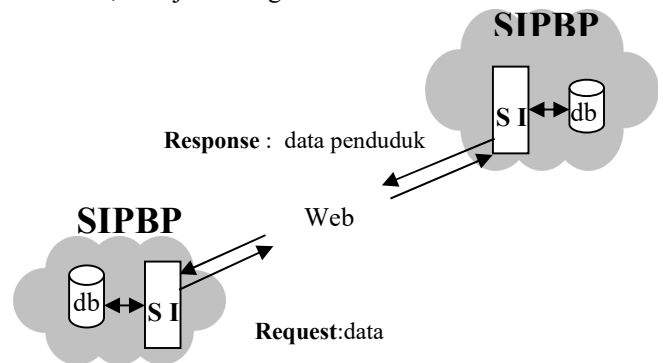 SIPBP
S I
db
Response : data penduduk
Web
SIPBP
db
S I
Request:data